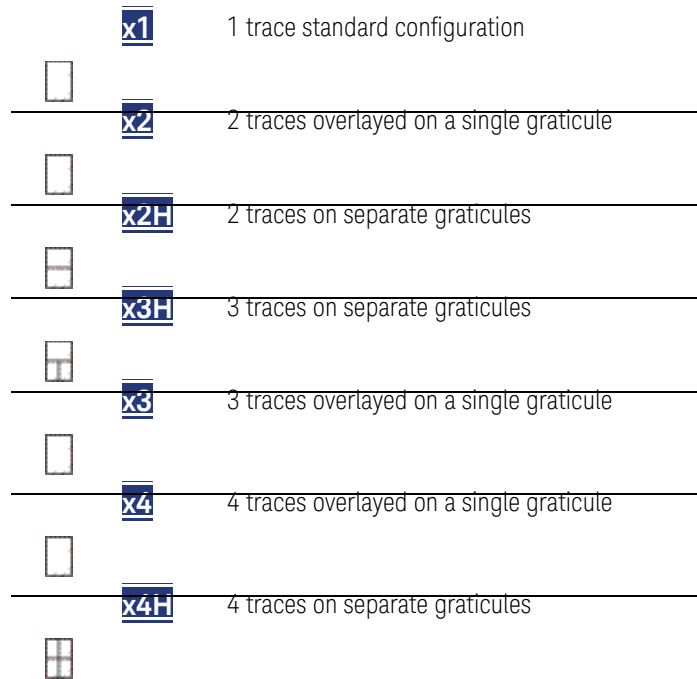 x1 1 trace standard configuration
x2 2 traces overlayed on a single graticule
x2H 2 traces on separate graticules
x3H 3 traces on separate graticules
x3 3 traces overlayed on a single graticule
x4 4 traces overlayed on a single graticule
x4H 4 traces on separate graticules